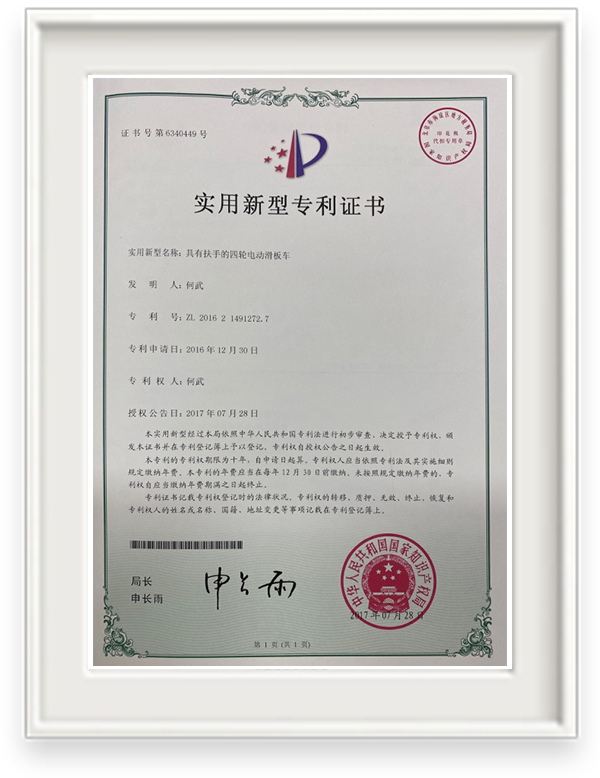 证书号第6340449号
印花税
代扣专用章
实用新型专利证书
实用新型名称：具有扶手的四轮电动滑板车
发明人：何武
专利号：ZL 2016 2 1491272.7
专利申请日：2016年12月30日
专利权人：何武
授权公告日：2017年07月28日
本实用新型经过本局依照中华人民共和国专利法进行初步审查，决定授予专利权，颁
发本证书并在专利登记簿上予以登记。专利权自授权公告之日起生效。
本专利的专利权期限为十年，自申请日起算。专利权人应当依照专利法及其实施细则
规定缴纳年费。本专利的年费应当在每年12月30日前缴纳。未按照规定缴纳年费的，专
利权自应当缴纳年费期满之日起终止。
专利证书记载专利权登记时的法律状况。专利权的转移、质押、无效、终止、恢复和
专利权人的姓名或名称、国籍、地址变更等事项记载在专利登记簿上。
局长
申长雨
申长雨
中华人民共和国国家知识产权局
2017年07月28日
第1页(共1页)